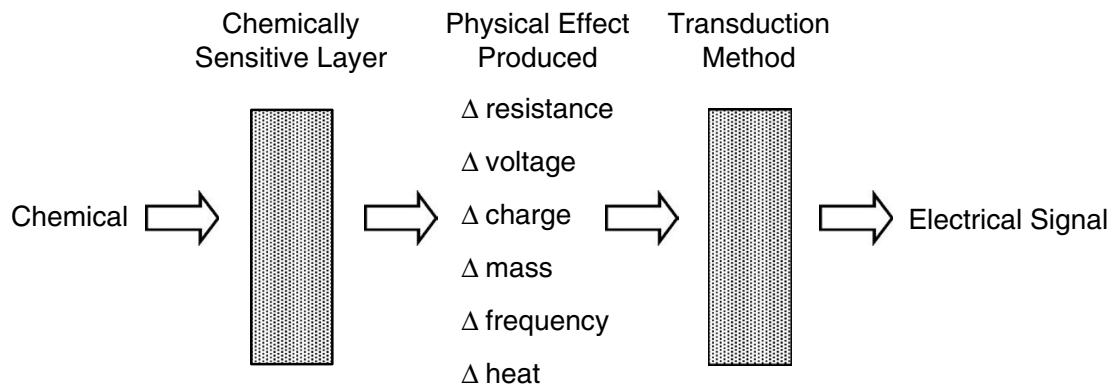 Chemically
Sensitive Layer
Physical Effect
Produced
Transduction
Method
Chemical
Δ resistance
Δ voltage
Δ charge
Δ mass
Δ frequency
Δ heat
Electrical Signal